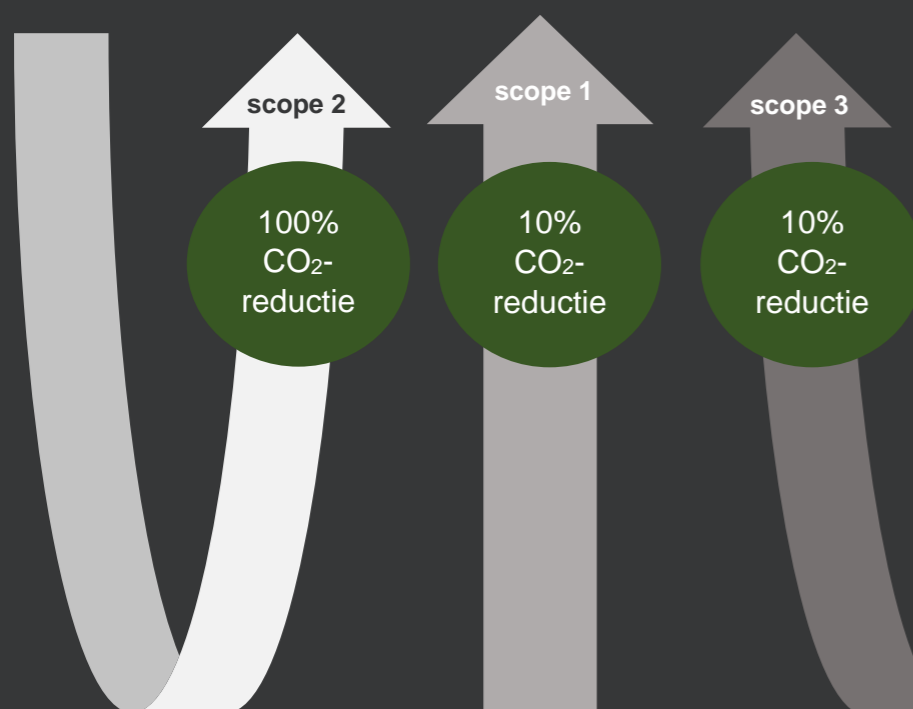 scope 2
100%
CO₂-
reductie
scope 1
10%
CO₂-
reductie
scope 3
10%
CO₂-
reductie